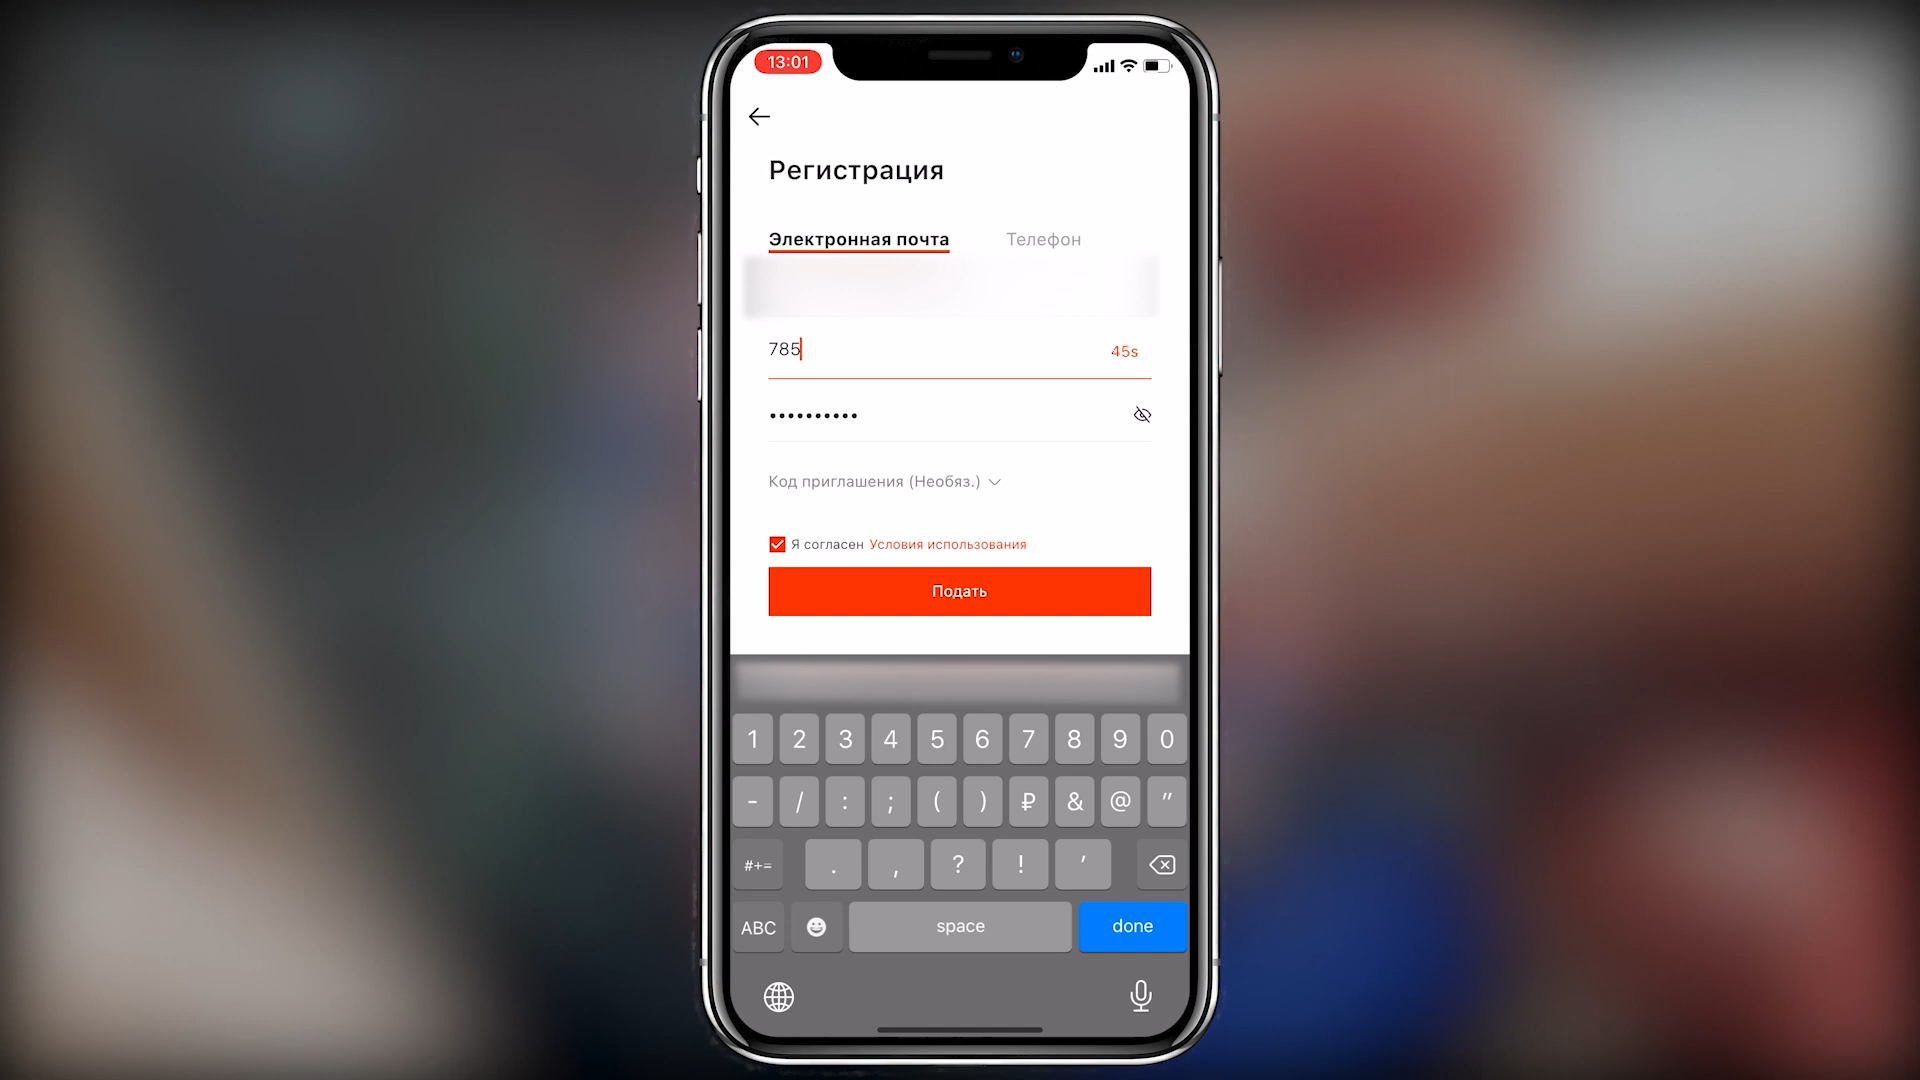 13:01
Регистрация
Электронная почта Телефон
785 45s
••••••••••
Код приглашения (Необяз.)
Я согласен Условия использования
Подать
1 2 3 4 5 6 7 8 9 0
- / : ; ( ) ₽ & @ "
#+= . , ? ! '
ABC space done